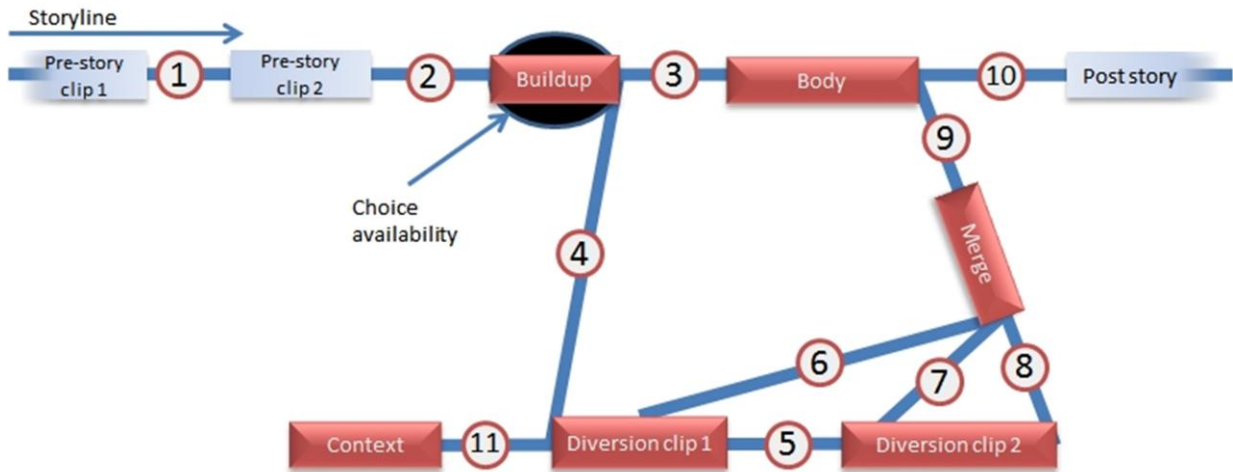 Storyline
Pre-story
clip 1
1
Pre-story
clip 2
2
Buildup
3
Body
10
Post story
9
Choice
availability
4
Merge
6
7
8
Context
11
Diversion clip 1
5
Diversion clip 2